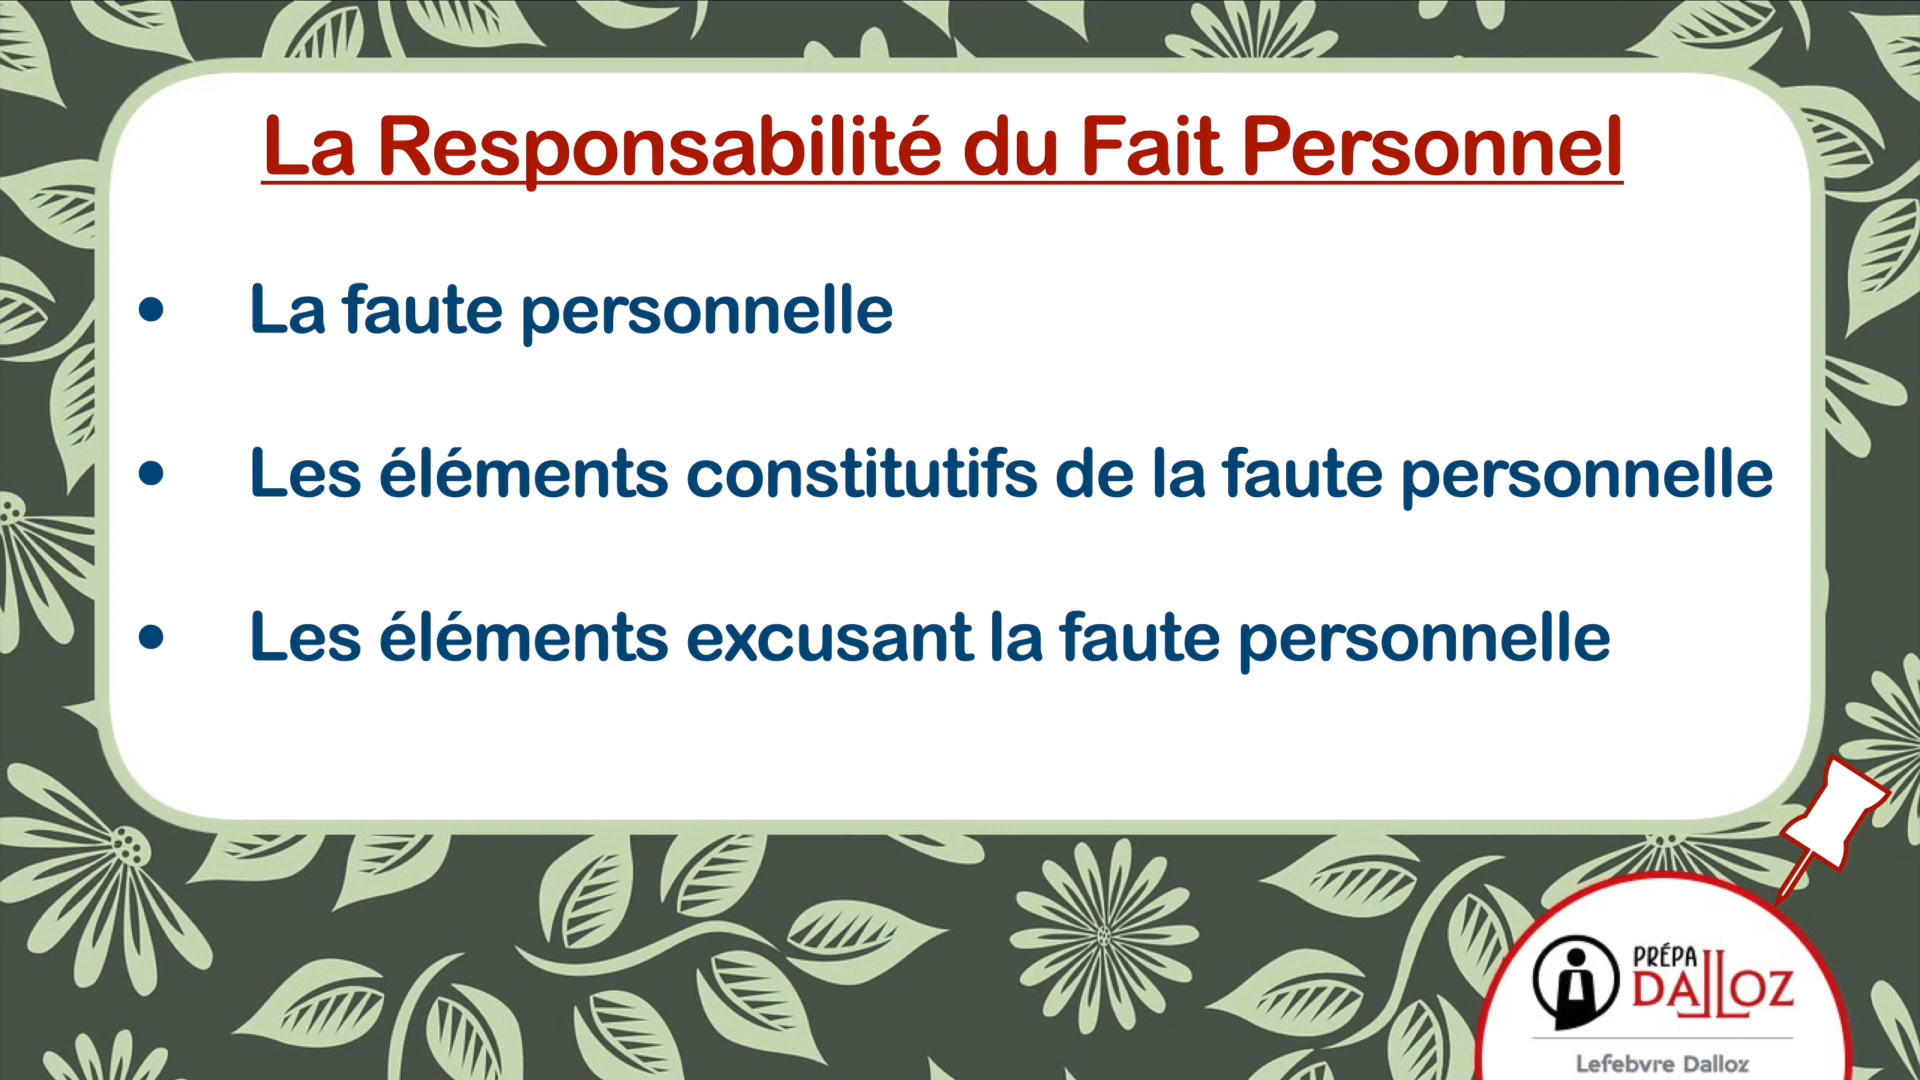 La Responsabilité du Fait Personnel
• La faute personnelle
• Les éléments constitutifs de la faute personnelle
• Les éléments excusant la faute personnelle
PRÉPA
DALLOZ
Lefebvre Dalloz